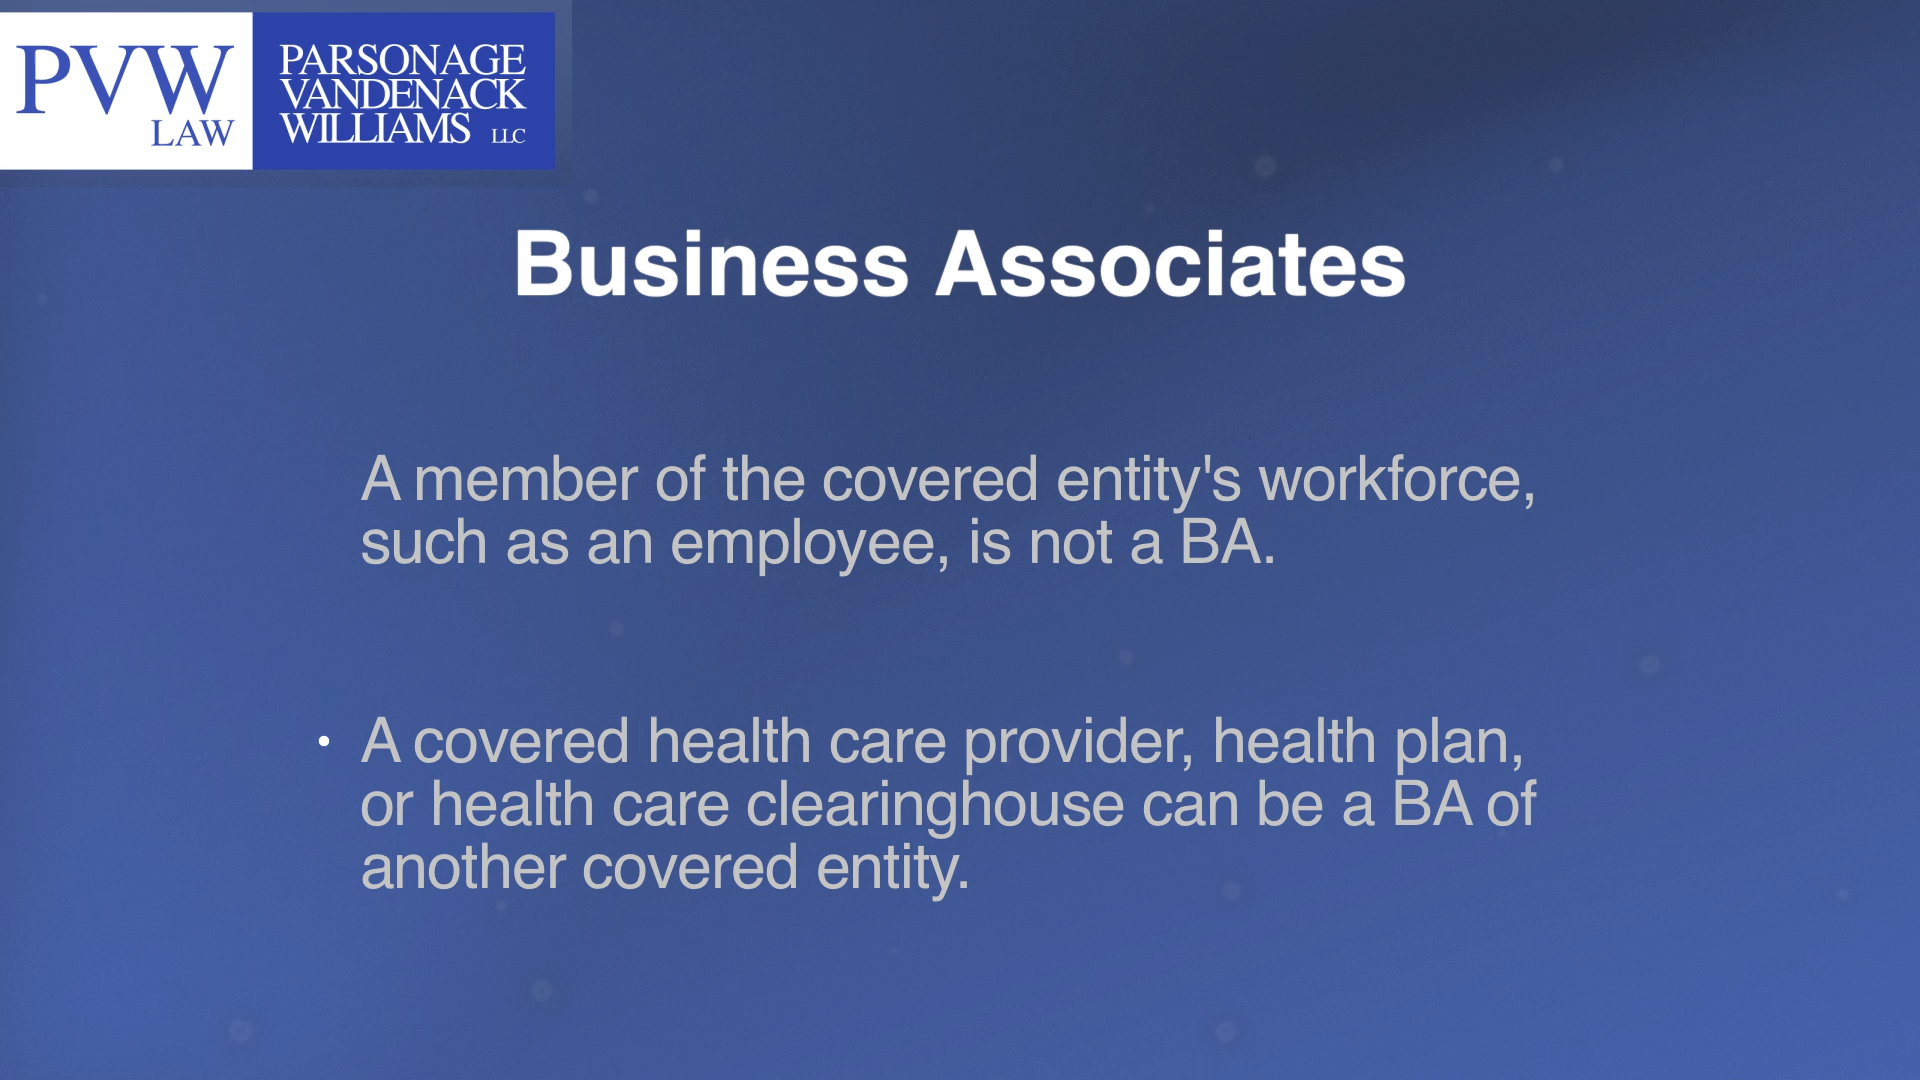 PVW
LAW
PARSONAGE
VANDENACK
WILLIAMS LLC
Business Associates
A member of the covered entity's workforce,
such as an employee, is not a BA.
• A covered health care provider, health plan,
or health care clearinghouse can be a BA of
another covered entity.